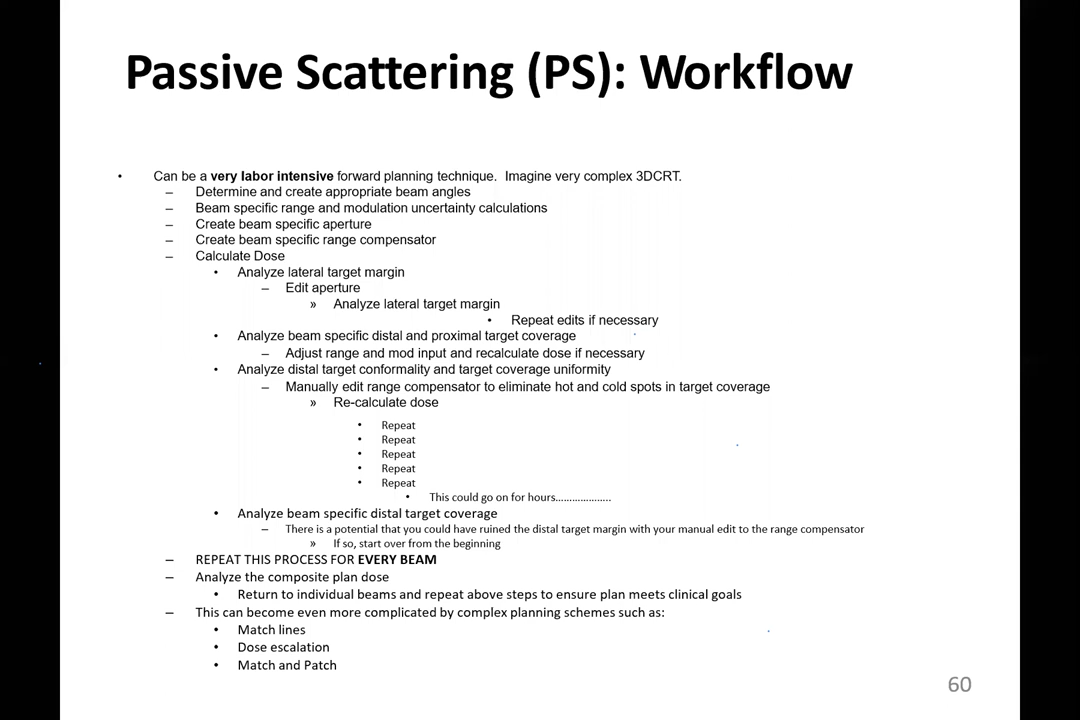 Passive Scattering (PS): Workflow
• Can be a very labor intensive forward planning technique. Imagine very complex 3DCRT.
– Determine and create appropriate beam angles
– Beam specific range and modulation uncertainty calculations
– Create beam specific aperture
– Create beam specific range compensator
– Calculate Dose
• Analyze lateral target margin
– Edit aperture
» Analyze lateral target margin
• Repeat edits if necessary
• Analyze beam specific distal and proximal target coverage
– Adjust range and mod input and recalculate dose if necessary
• Analyze distal target conformality and target coverage uniformity
– Manually edit range compensator to eliminate hot and cold spots in target coverage
» Re-calculate dose
• Repeat
• Repeat
• Repeat
• Repeat
• Repeat
• This could go on for hours………………..
• Analyze beam specific distal target coverage
– There is a potential that you could have ruined the distal target margin with your manual edit to the range compensator
» If so, start over from the beginning
– REPEAT THIS PROCESS FOR EVERY BEAM
– Analyze the composite plan dose
• Return to individual beams and repeat above steps to ensure plan meets clinical goals
– This can become even more complicated by complex planning schemes such as:
• Match lines
• Dose escalation
• Match and Patch
60